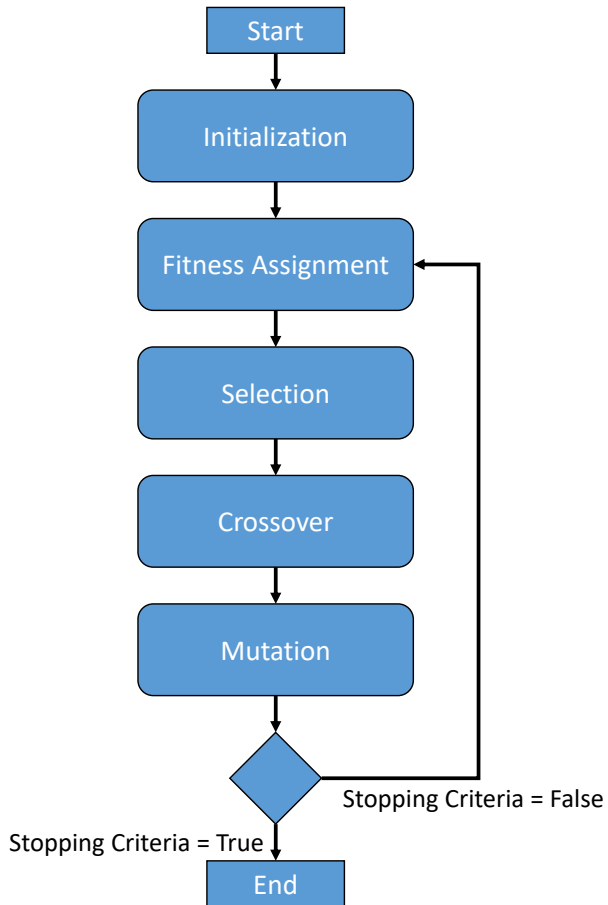 Start
Initialization
Fitness Assignment
Selection
Crossover
Mutation
Stopping Criteria = False
Stopping Criteria = True
End